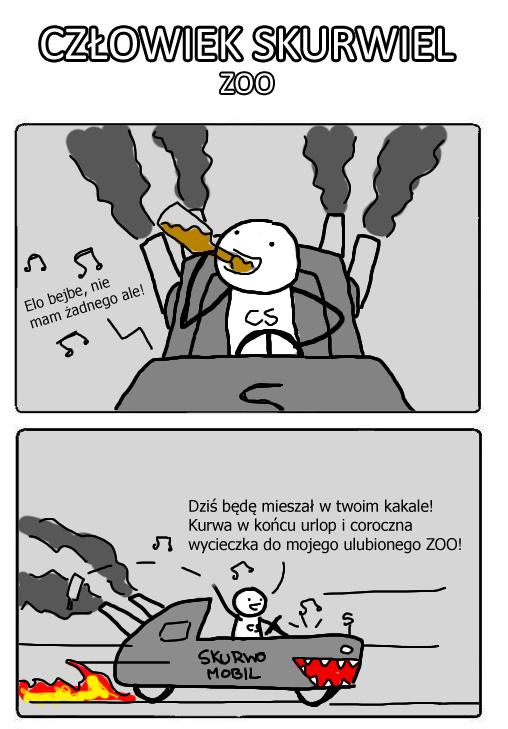 CZŁOWIEK SKURWIEL
ZOO
Elo bejbe, nie
mam żadnego ale!
CS
S
Dziś będę mieszał w twoim kakale!
Kurwa w końcu urlop i coroczna
wycieczka do mojego ulubionego ZOO!
CS
S
SKURWO
MOBIL